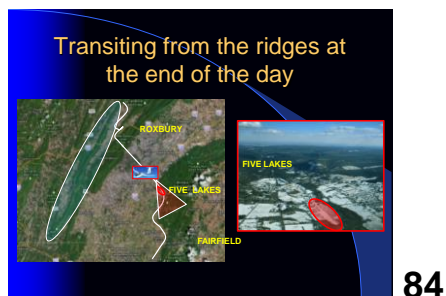 Transiting from the ridges at
the end of the day
ROXBURY
FIVE LAKES
FAIRFIELD
FIVE LAKES
84